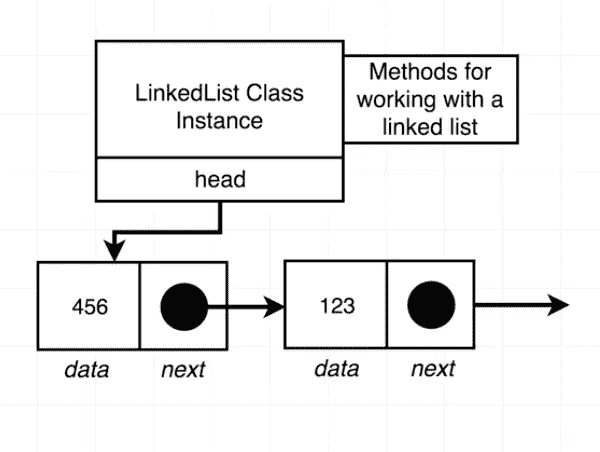 LinkedList Class
Instance
Methods for
working with a
linked list
head
456
123
data
next
data
next